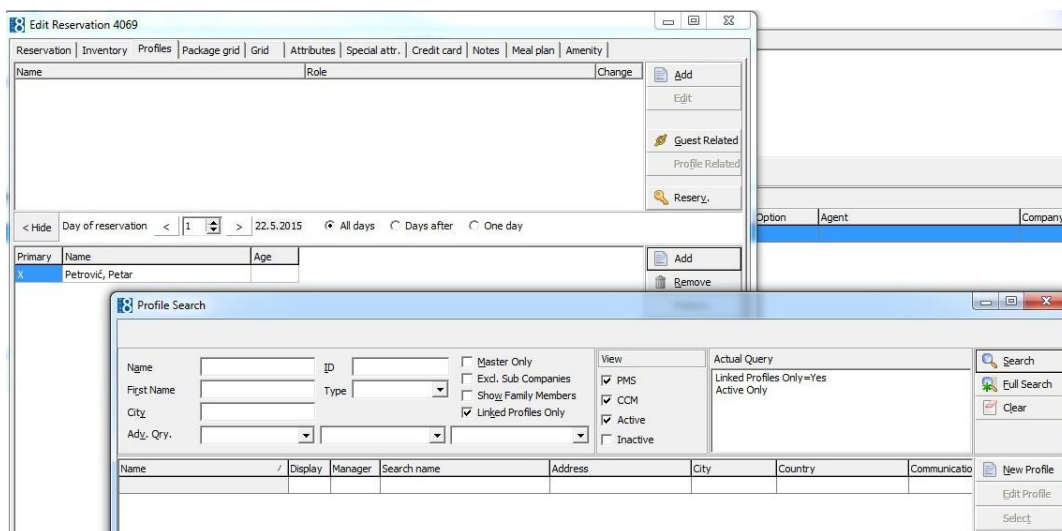 Edit Reservation 4069
Reservation Inventory Profiles Package grid Grid Attributes Special attr. Credit card Notes Meal plan Amenity
Name Role Change
Add
Edit
Guest Related
Profile Related
Reserv.
Option Agent Company
< Hide Day of reservation < 1 > 22.5.2015 All days Days after One day
Primary Name Age
X Petrović, Petar
Add
Remove
Profile Search
Name ID Master Only
First Name Type Excl. Sub Companies
Show Family Members
City Linked Profiles Only
Adv. Qry.
View
PMS
CCM
Active
Inactive
Actual Query
Linked Profiles Only=Yes
Active Only
Search
Full Search
Clear
Name / Display Manager Search name Address City Country Communicatio
New Profile
Edit Profile
Select